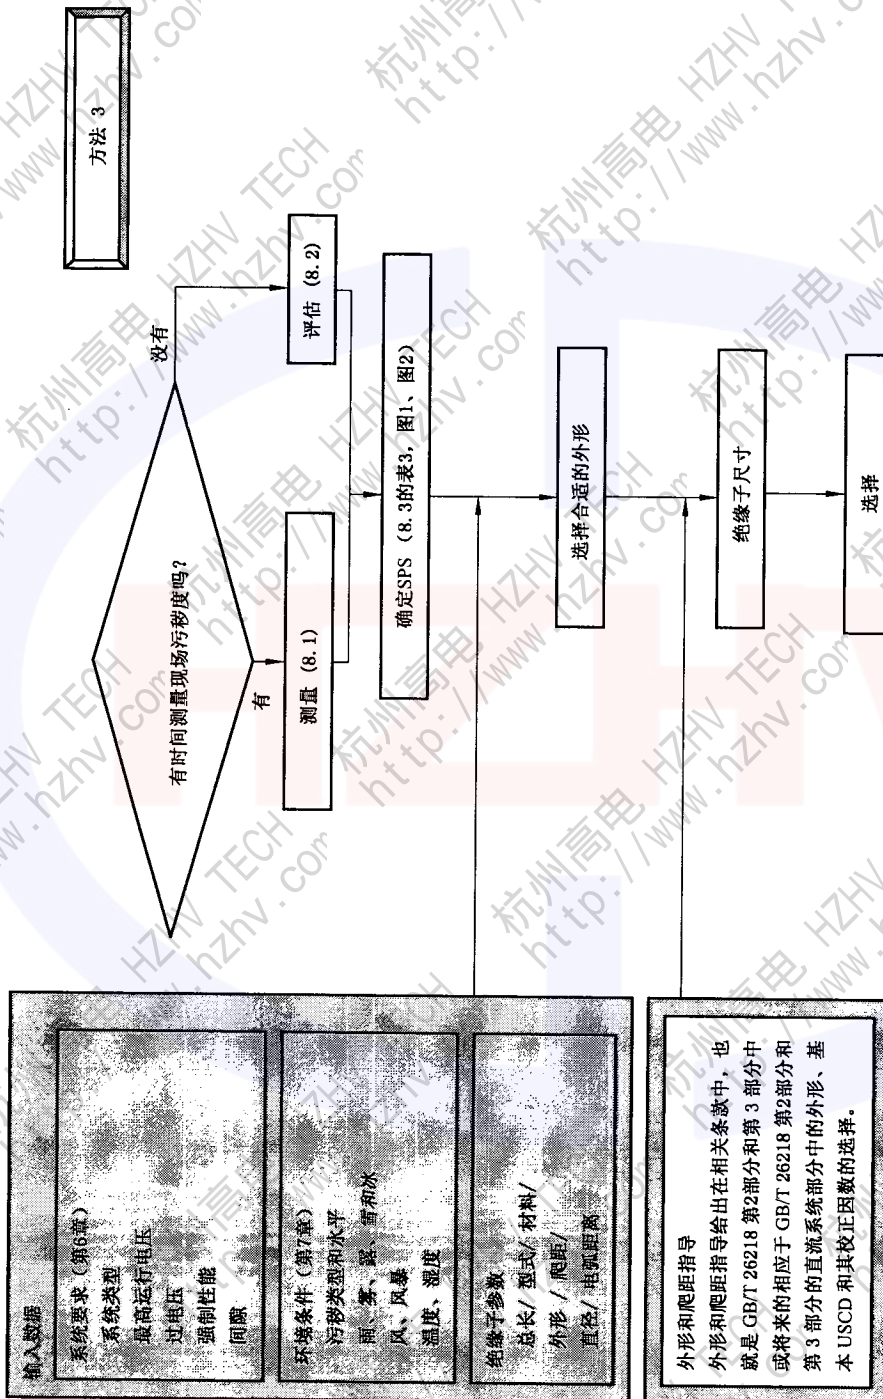 方法 3
有时间测量现场污秽度吗?
没有
有
测量 (8.1)
评估 (8.2)
确定SPS (8.3的表3, 图1、图2)
选择合适的外形
绝缘子尺寸
选择
输入数据
系统要求 (第6章)
系统类型
最高运行电压
过电压
强制性能
间隙
环境条件 (第7章)
污秽类型和水平
雨、雾、露、雪和冰
风、风暴
温度、湿度
绝缘子参数
总长/ 型式/ 材料/
外形 / 爬距/
直径/ 电弧距离
外形和爬距指导
外形和爬距指导给出在相关条款中, 也
就是 GB/T 26218 第2部分和第 3 部分中
或将来的相应于 GB/T 26218 第2部分和
第 3 部分的直流系统部分中的外形、基
本 USCD 和其校正因数的选择。
杭州高电 HZHV TECH
http://www.hzhv.com
HZHV